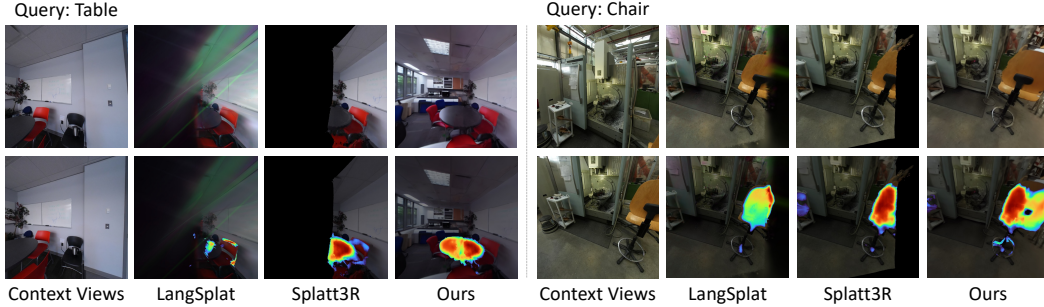 Query: Table
Query: Chair
Context Views
LangSplat
Splatt3R
Ours
Context Views
LangSplat
Splatt3R
Ours